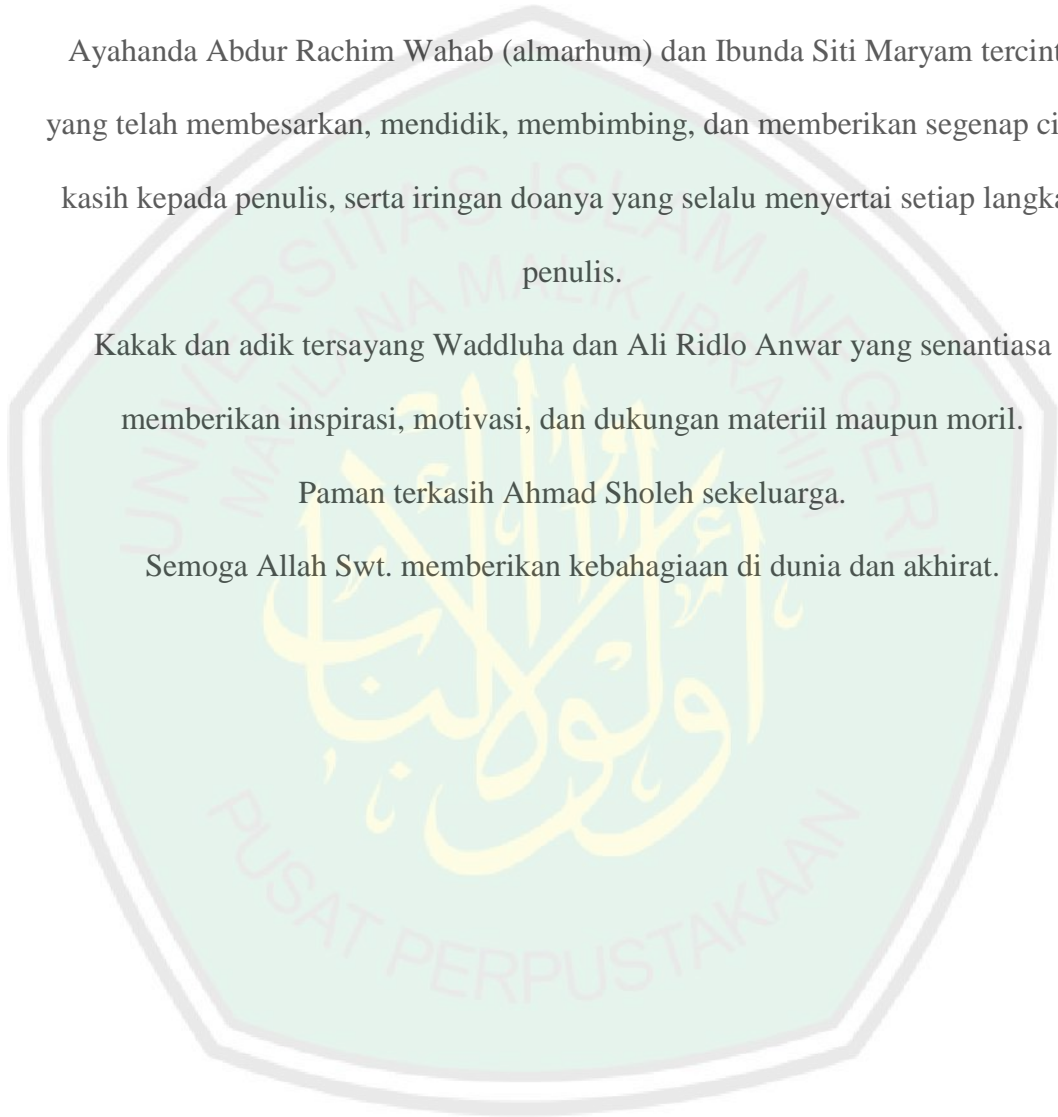 Ayahanda Abdur Rachim Wahab (almarhum) dan Ibunda Siti Maryam tercint
yang telah membesarkan, mendidik, membimbing, dan memberikan segenap ci
kasih kepada penulis, serta iringan doanya yang selalu menyertai setiap langka
penulis.
Kakak dan adik tersayang Waddluha dan Ali Ridlo Anwar yang senantiasa
memberikan inspirasi, motivasi, dan dukungan materiil maupun moril.
Paman terkasih Ahmad Sholeh sekeluarga.
Semoga Allah Swt. memberikan kebahagiaan di dunia dan akhirat.
UNIVERSITAS ISLAM NEGERI
MAULANA MALIK IBRAHIM
أولو الألباب
PUSAT PERPUSTAKAAN